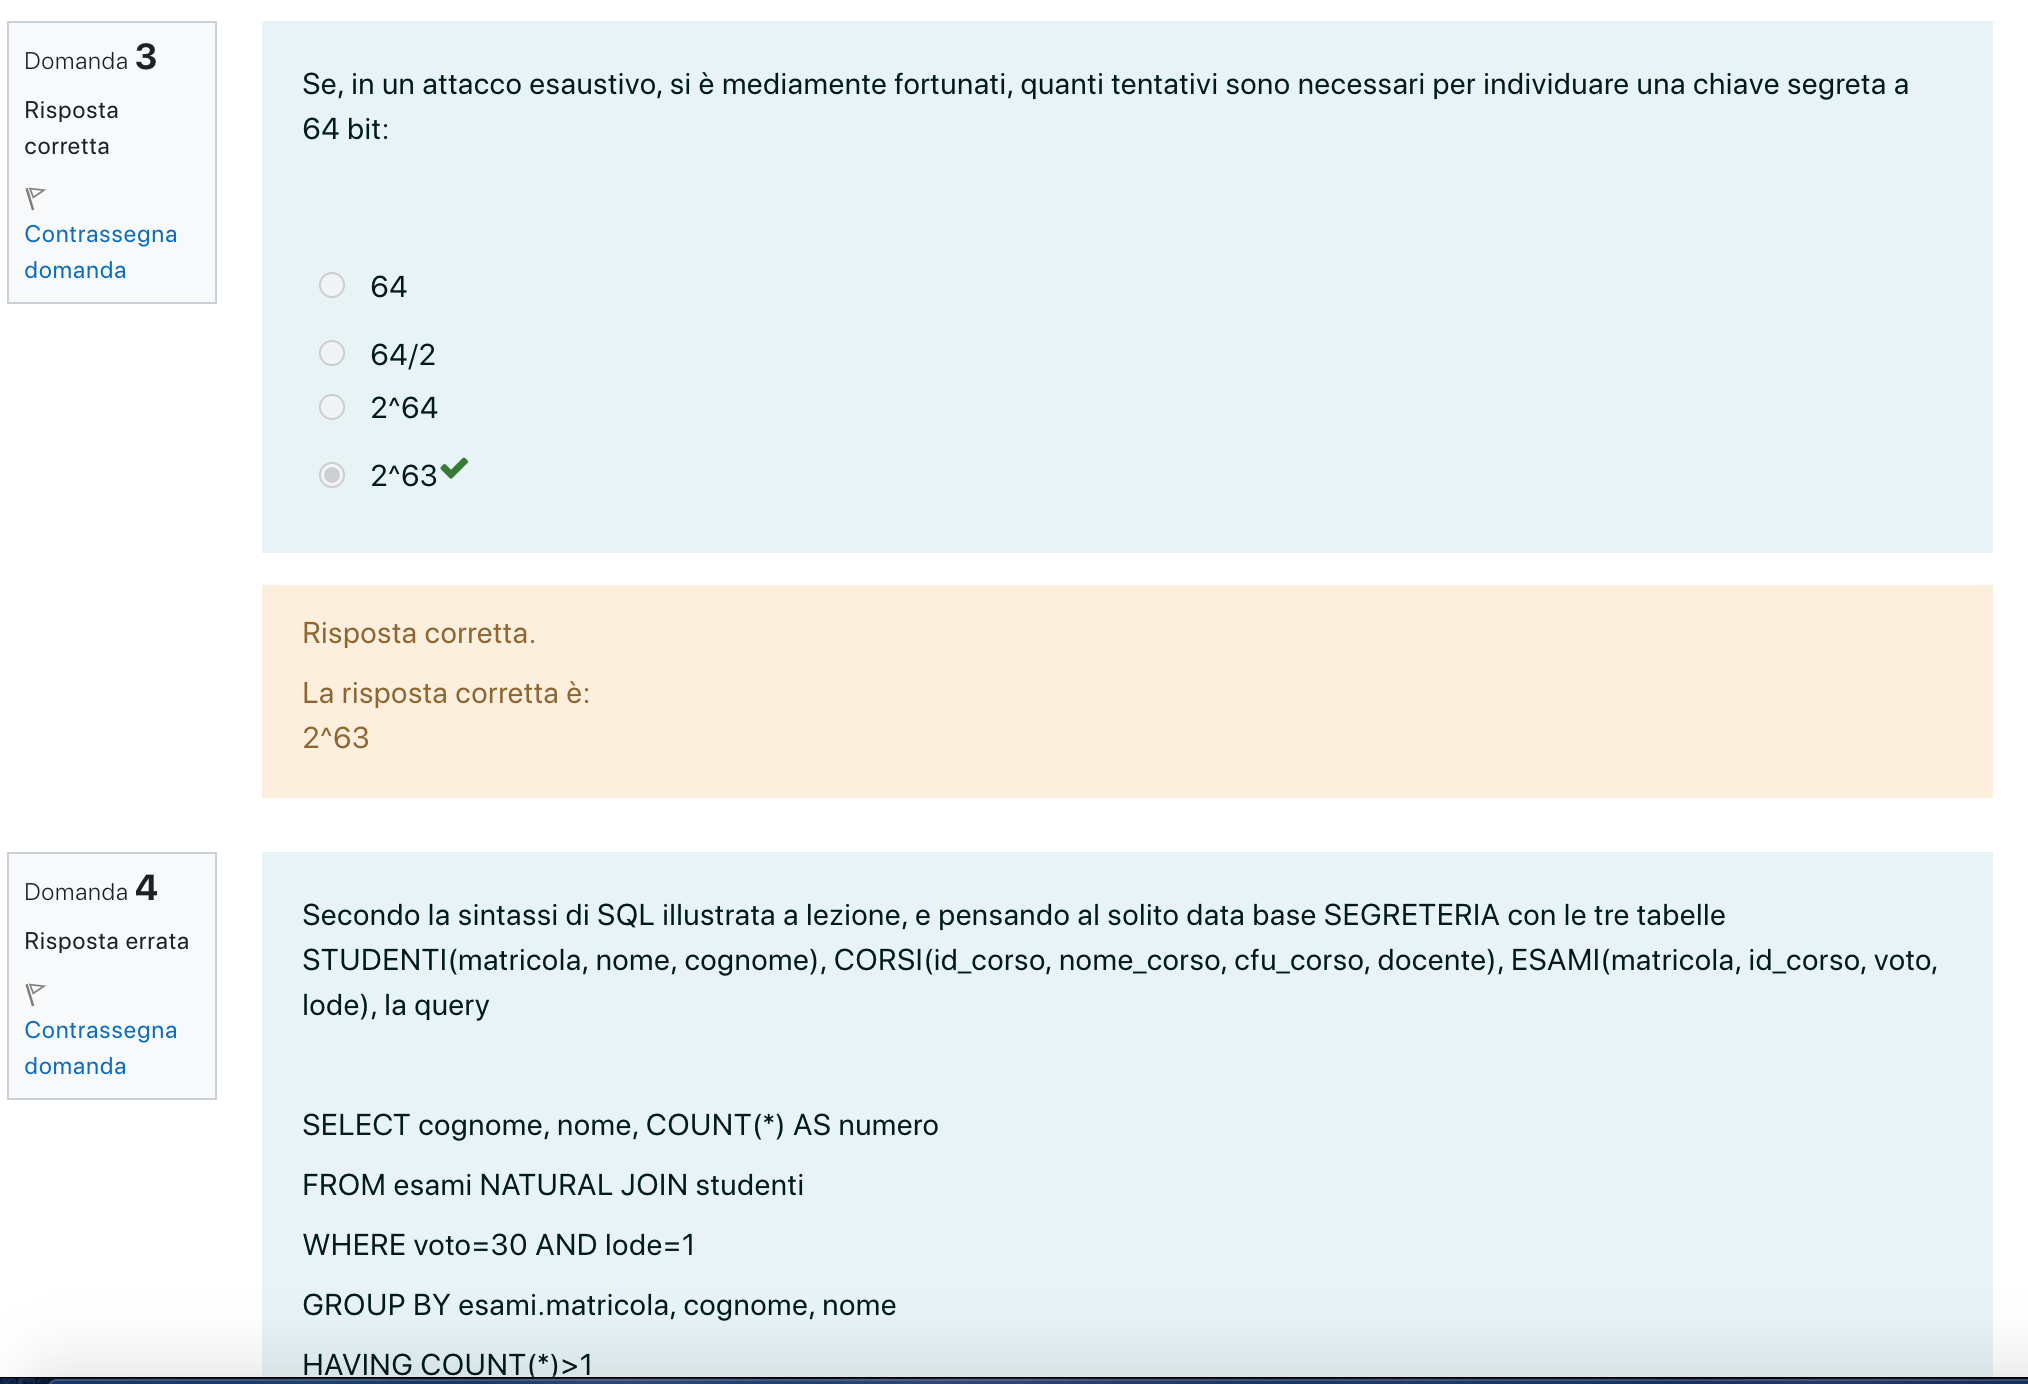 Domanda 3
Risposta
corretta
Contrassegna
domanda
Se, in un attacco esaustivo, si è mediamente fortunati, quanti tentativi sono necessari per individuare una chiave segreta a
64 bit:
64
64/2
2^64
2^63
Risposta corretta.
La risposta corretta è:
2^63
Domanda 4
Risposta errata
Contrassegna
domanda
Secondo la sintassi di SQL illustrata a lezione, e pensando al solito data base SEGRETERIA con le tre tabelle
STUDENTI(matricola, nome, cognome), CORSI(id_corso, nome_corso, cfu_corso, docente), ESAMI(matricola, id_corso, voto,
lode), la query
SELECT cognome, nome, COUNT(*) AS numero
FROM esami NATURAL JOIN studenti
WHERE voto=30 AND lode=1
GROUP BY esami.matricola, cognome, nome
HAVING COUNT(*)>1